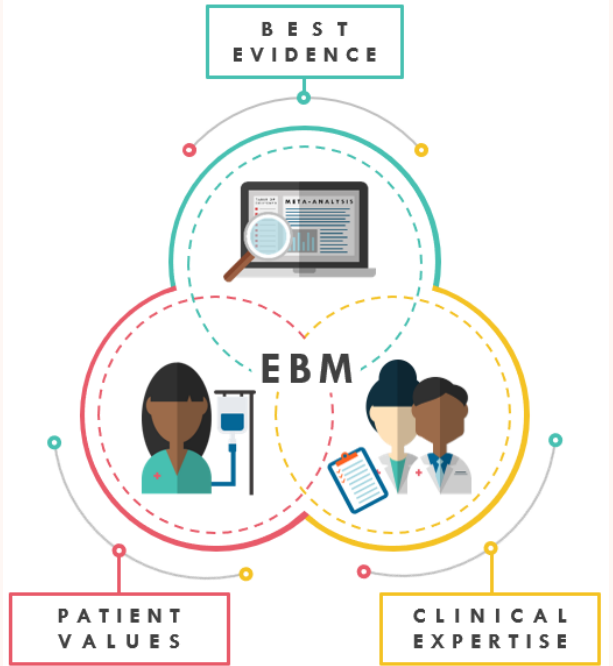 BEST
EVIDENCE
META-ANALYSIS
EBM
PATIENT
VALUES
CLINICAL
EXPERTISE